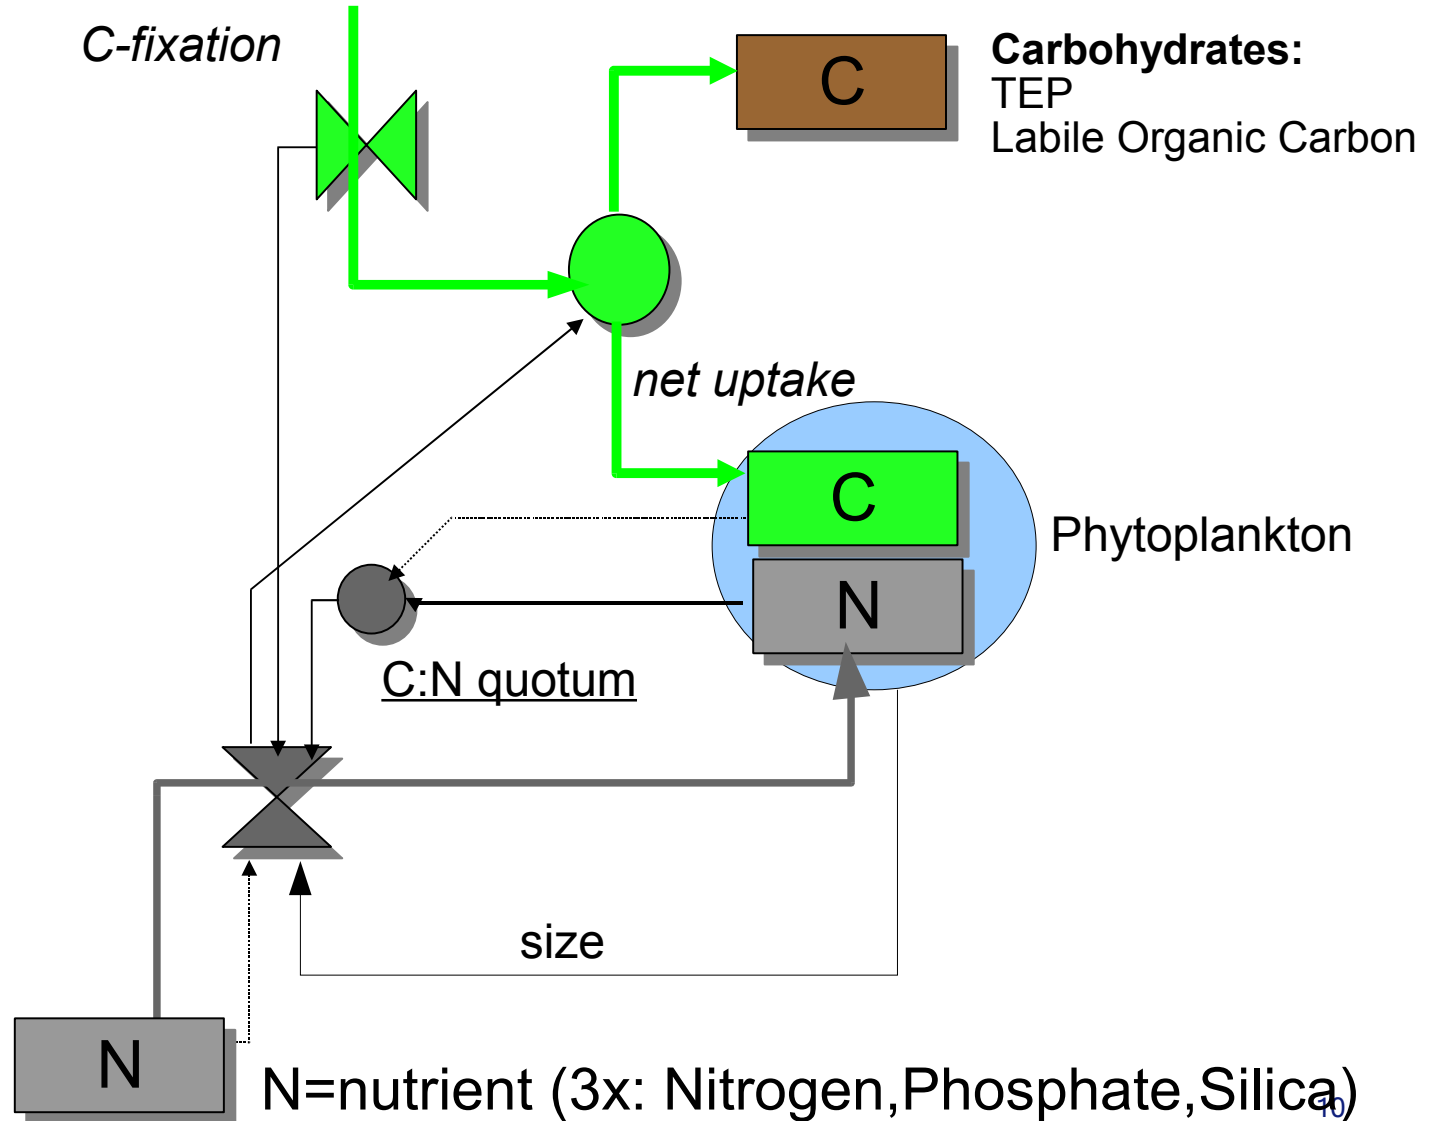 C-fixation
C
Carbohydrates:
TEP
Labile Organic Carbon
net uptake
C
Phytoplankton
N
C:N quotum
size
N
N=nutrient (3x: Nitrogen,Phosphate,Silica)
10